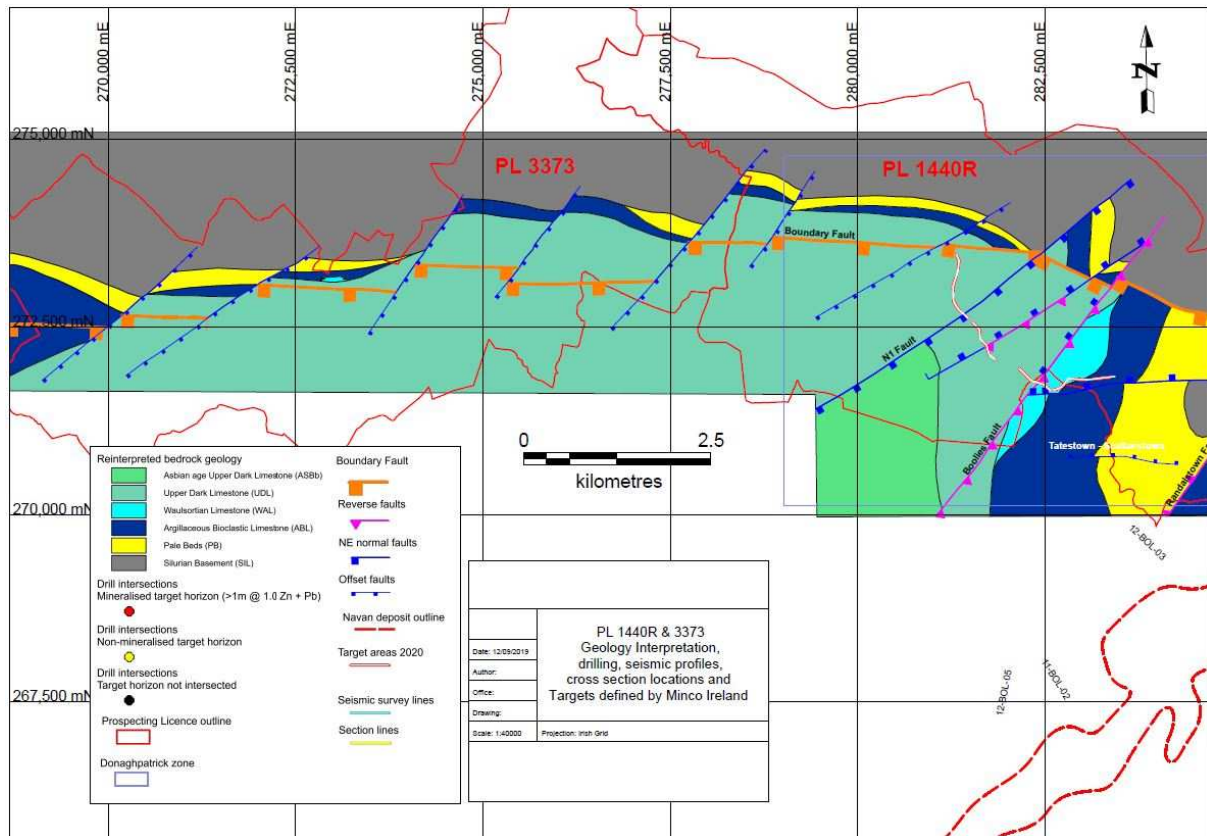 270,000 mE
272,500 mE
275,000 mE
277,500 mE
280,000 mE
282,500 mE
N
275,000 mN
PL 3373
PL 1440R
Boundary Fault
272,500 mN
N1 Fault
0 2.5
kilometres
Boolies Fault
Tatestown -
Randalstown F
270,000 mN
12-BOL-03
267,500 mN
12-BOL-05
11-BOL-02
Reinterpreted bedrock geology
Asbian age Upper Dark Limestone (ASBb)
Upper Dark Limestone (UDL)
Waulsortian Limestone (WAL)
Argillaceous Bioclastic Limestone (ABL)
Pale Beds (PB)
Silurian Basement (SIL)
Drill intersections
Mineralised target horizon (>1m @ 1.0 Zn + Pb)
Drill intersections
Non-mineralised target horizon
Drill intersections
Target horizon not intersected
Prospecting Licence outline
Donaghpatrick zone
Boundary Fault
Reverse faults
NE normal faults
Offset faults
Navan deposit outline
Target areas 2020
Seismic survey lines
Section lines
Date: 12/09/2019
Author:
Office:
Drawing:
Scale: 1:40000
Projection: Irish Grid
PL 1440R & 3373
Geology Interpretation,
drilling, seismic profiles,
cross section locations and
Targets defined by Minco Ireland